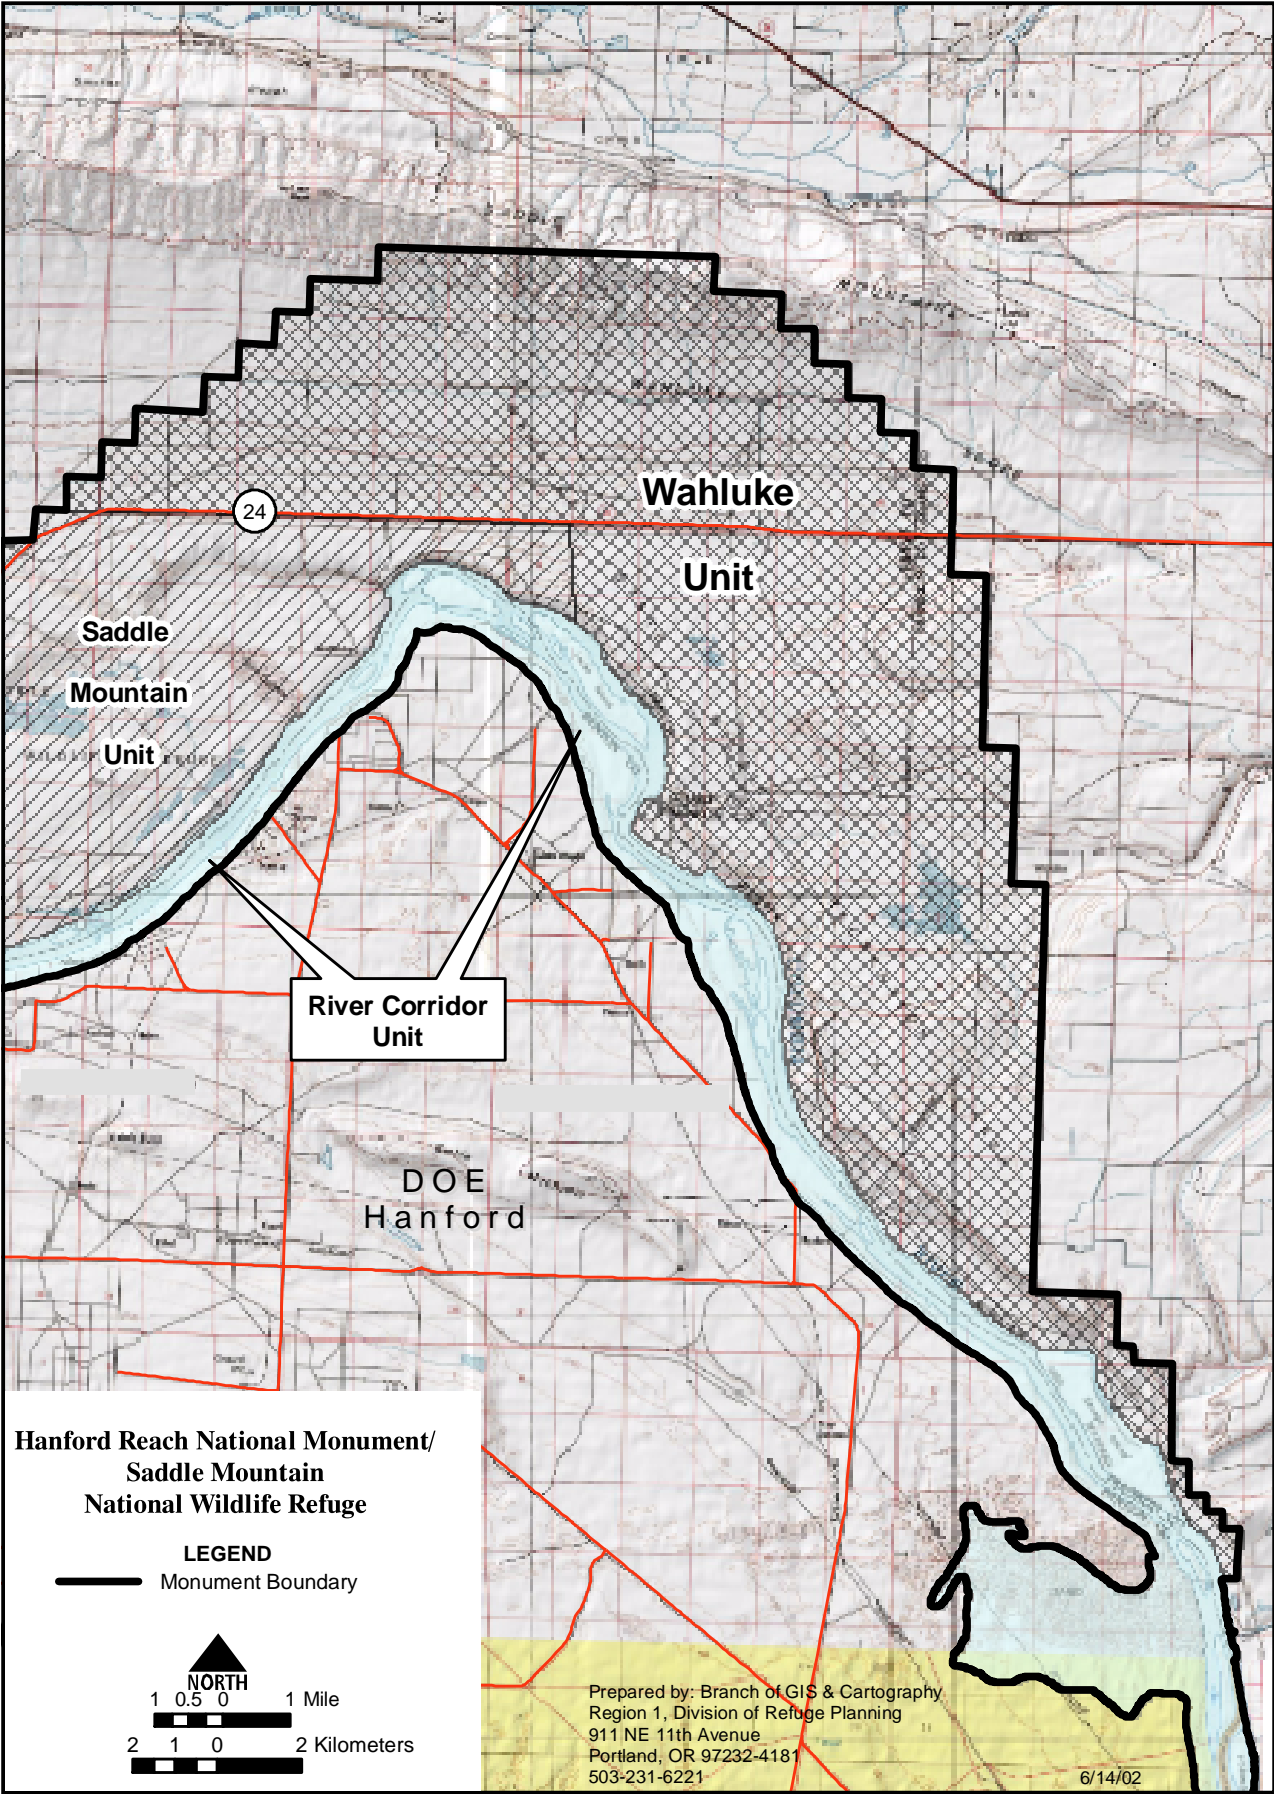 Wahluke
24
Unit
Saddle
Mountain
Unit
River Corridor
Unit
DOE
Hanford
Hanford Reach National Monument/
Saddle Mountain
National Wildlife Refuge
LEGEND
Monument Boundary
NORTH
1 0.5 0 1 Mile
2 1 0 2 Kilometers
Prepared by: Branch of GIS & Cartography
Region 1, Division of Refuge Planning
911 NE 11th Avenue
Portland, OR 97232-4181
503-231-6221
6/14/02